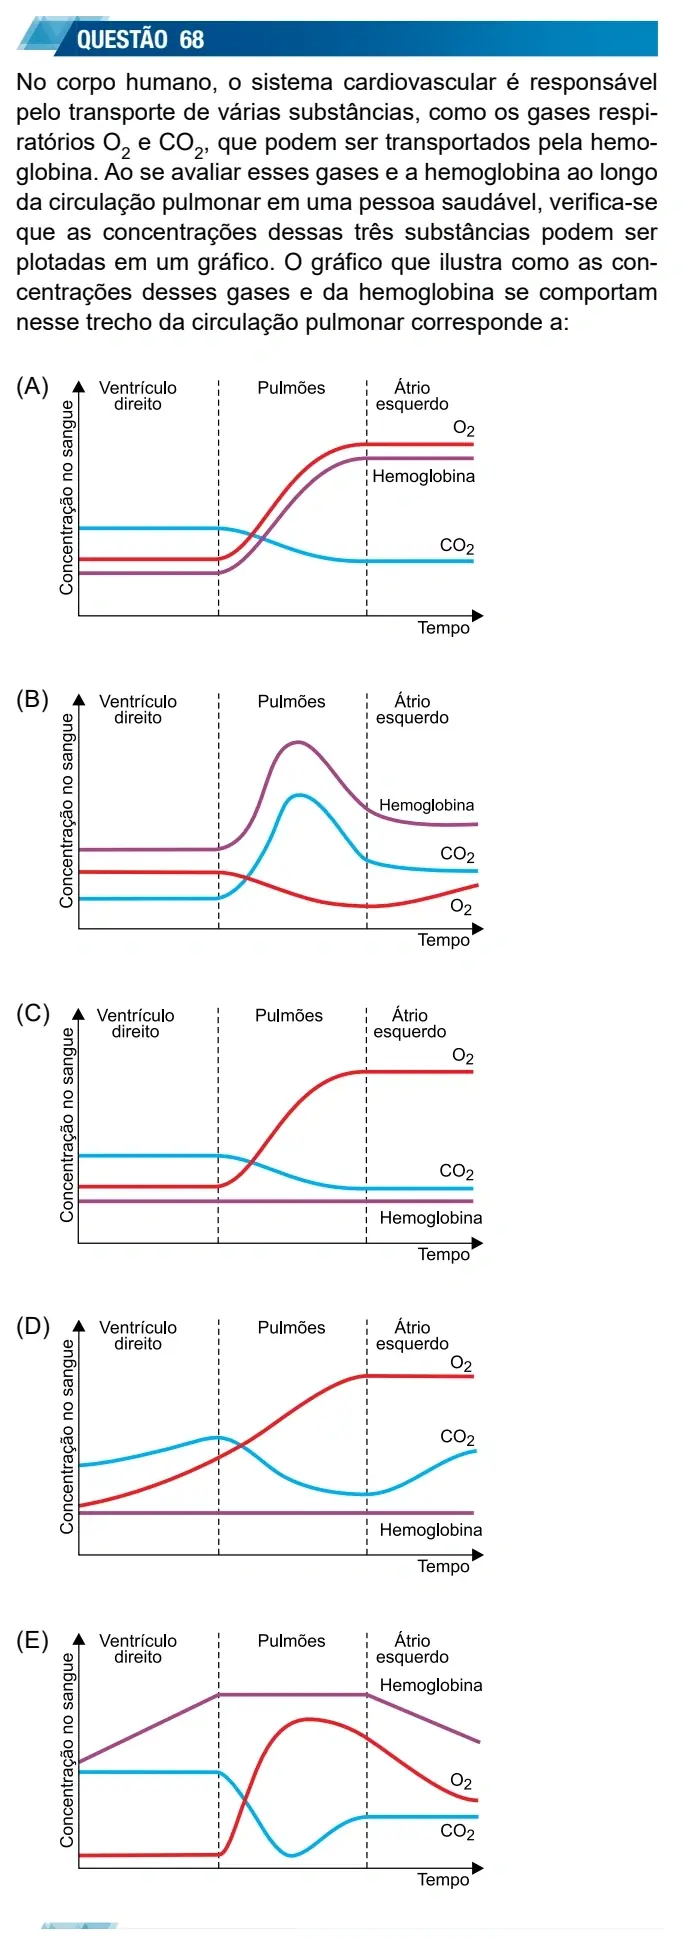 QUESTÃO 68
No corpo humano, o sistema cardiovascular é responsável
pelo transporte de várias substâncias, como os gases respi-
ratórios O2 e CO2, que podem ser transportados pela hemo-
globina. Ao se avaliar esses gases e a hemoglobina ao longo
da circulação pulmonar em uma pessoa saudável, verifica-se
que as concentrações dessas três substâncias podem ser
plotadas em um gráfico. O gráfico que ilustra como as con-
centrações desses gases e da hemoglobina se comportam
nesse trecho da circulação pulmonar corresponde a:
(A)
Concentração no sangue
Ventrículo
direito
Pulmões
Átrio
esquerdo
O2
Hemoglobina
CO2
Tempo
(B)
Concentração no sangue
Ventrículo
direito
Pulmões
Átrio
esquerdo
Hemoglobina
CO2
O2
Tempo
(C)
Concentração no sangue
Ventrículo
direito
Pulmões
Átrio
esquerdo
O2
CO2
Hemoglobina
Tempo
(D)
Concentração no sangue
Ventrículo
direito
Pulmões
Átrio
esquerdo
O2
CO2
Hemoglobina
Tempo
(E)
Concentração no sangue
Ventrículo
direito
Pulmões
Átrio
esquerdo
Hemoglobina
O2
CO2
Tempo